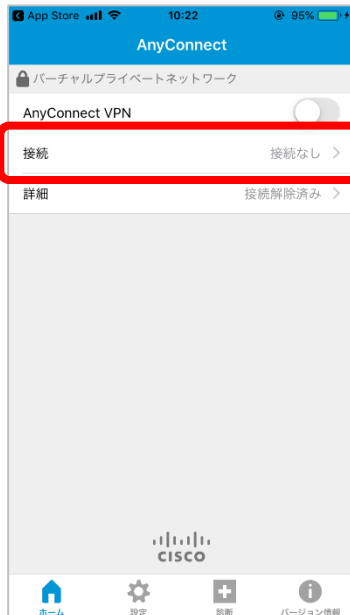 App Store 10:22 95%
AnyConnect
バーチャルプライベートネットワーク
AnyConnect VPN
接続 接続なし
詳細 接続解除済み
CISCO
ホーム 設定 診断 バージョン情報